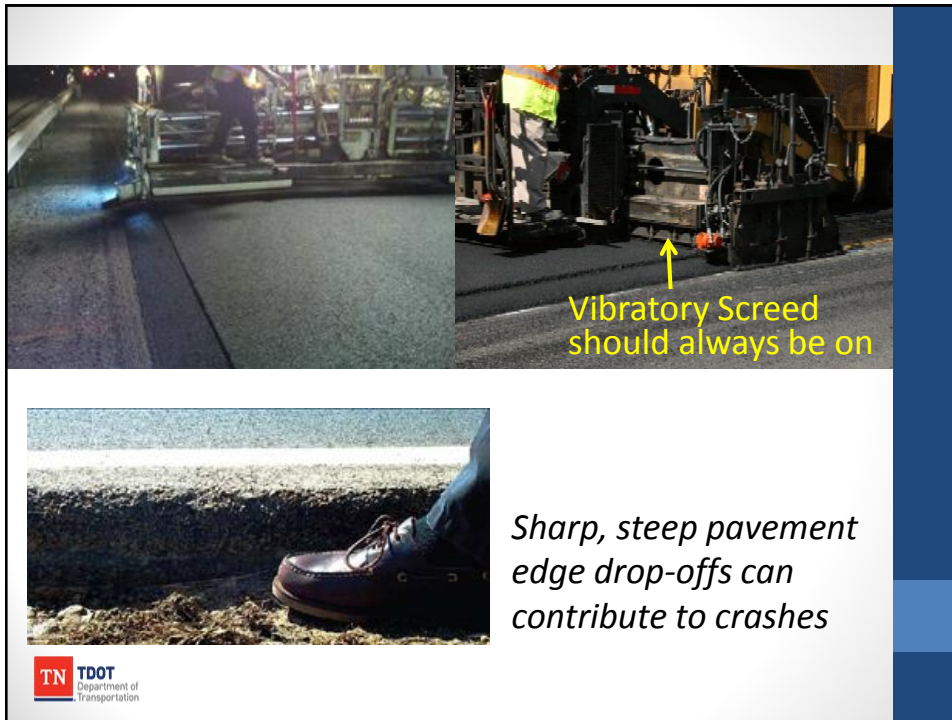 Vibratory Screed
should always be on
Sharp, steep pavement
edge drop-offs can
contribute to crashes
TN TDOT
Department of
Transportation